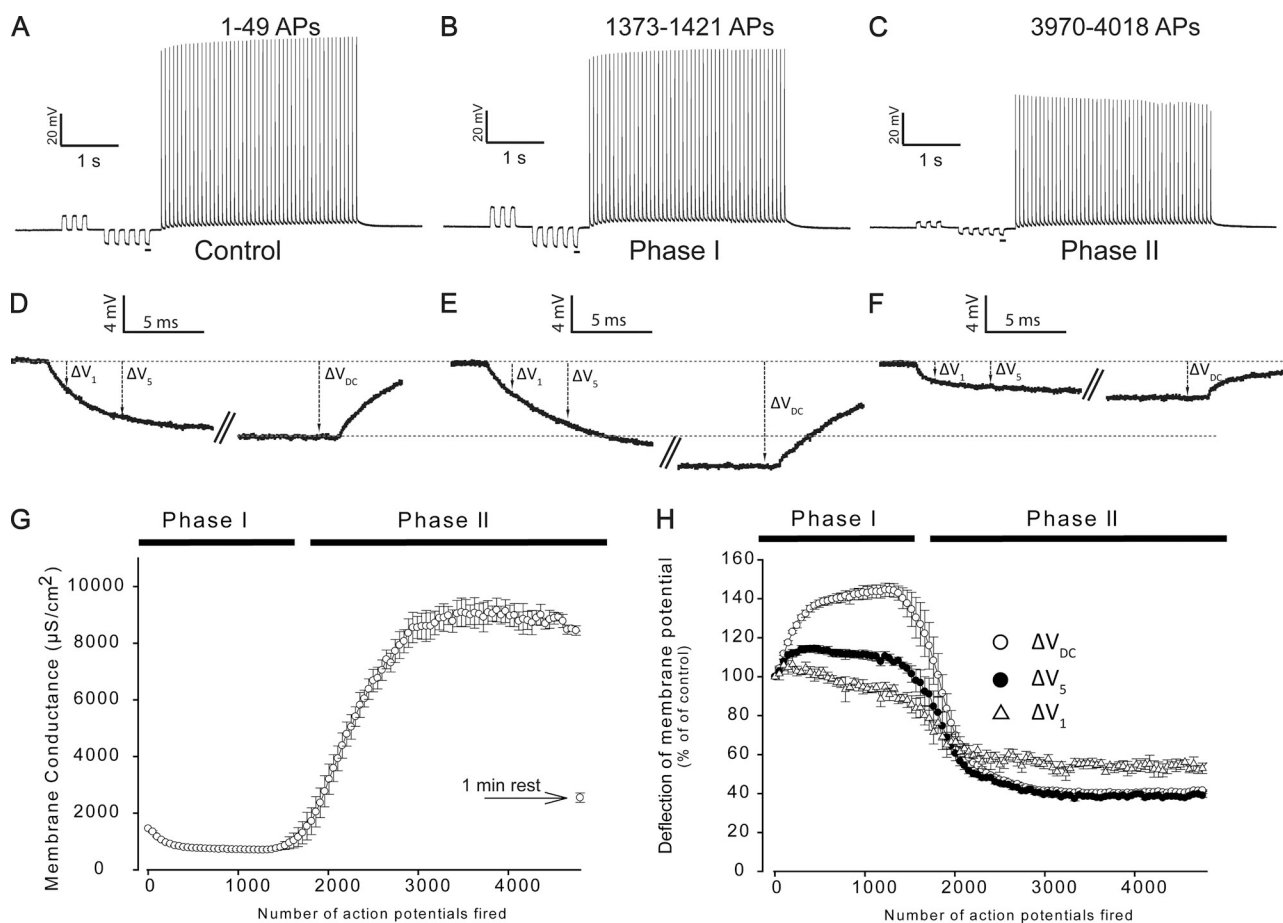 A
1-49 APs
20 mV
1 s
Control
B
1373-1421 APs
20 mV
1 s
Phase I
C
3970-4018 APs
20 mV
1 s
Phase II
D
4 mV
5 ms
ΔV1
ΔV5
ΔVDC
E
4 mV
5 ms
ΔV1
ΔV5
ΔVDC
F
4 mV
5 ms
ΔV1
ΔV5
ΔVDC
G
Phase I
Phase II
Membrane Conductance (µS/cm2)
10000
8000
6000
4000
2000
0
1 min rest
0
1000
2000
3000
4000
Number of action potentials fired
H
Phase I
Phase II
Deflection of membrane potential
(% of of control)
160
140
120
100
80
60
40
20
0
ΔVDC
ΔV5
ΔV1
0
1000
2000
3000
4000
Number of action potentials fired